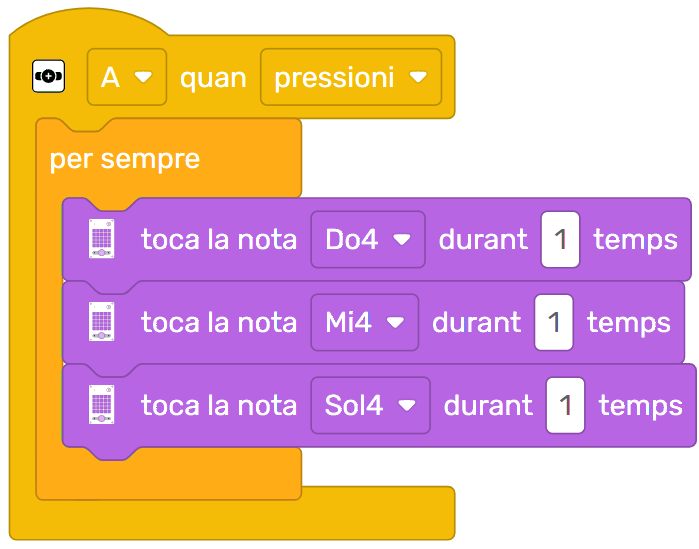 A quan pressioni
per sempre
toca la nota Do4 durant 1 temps
toca la nota Mi4 durant 1 temps
toca la nota Sol4 durant 1 temps